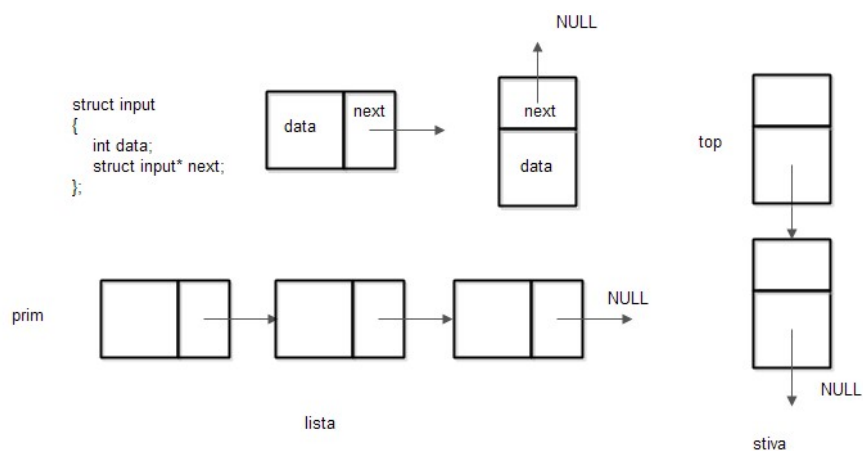 NULL
struct input
{
int data;
struct input* next;
};
data
next
next
data
top
prim
NULL
NULL
lista
stiva